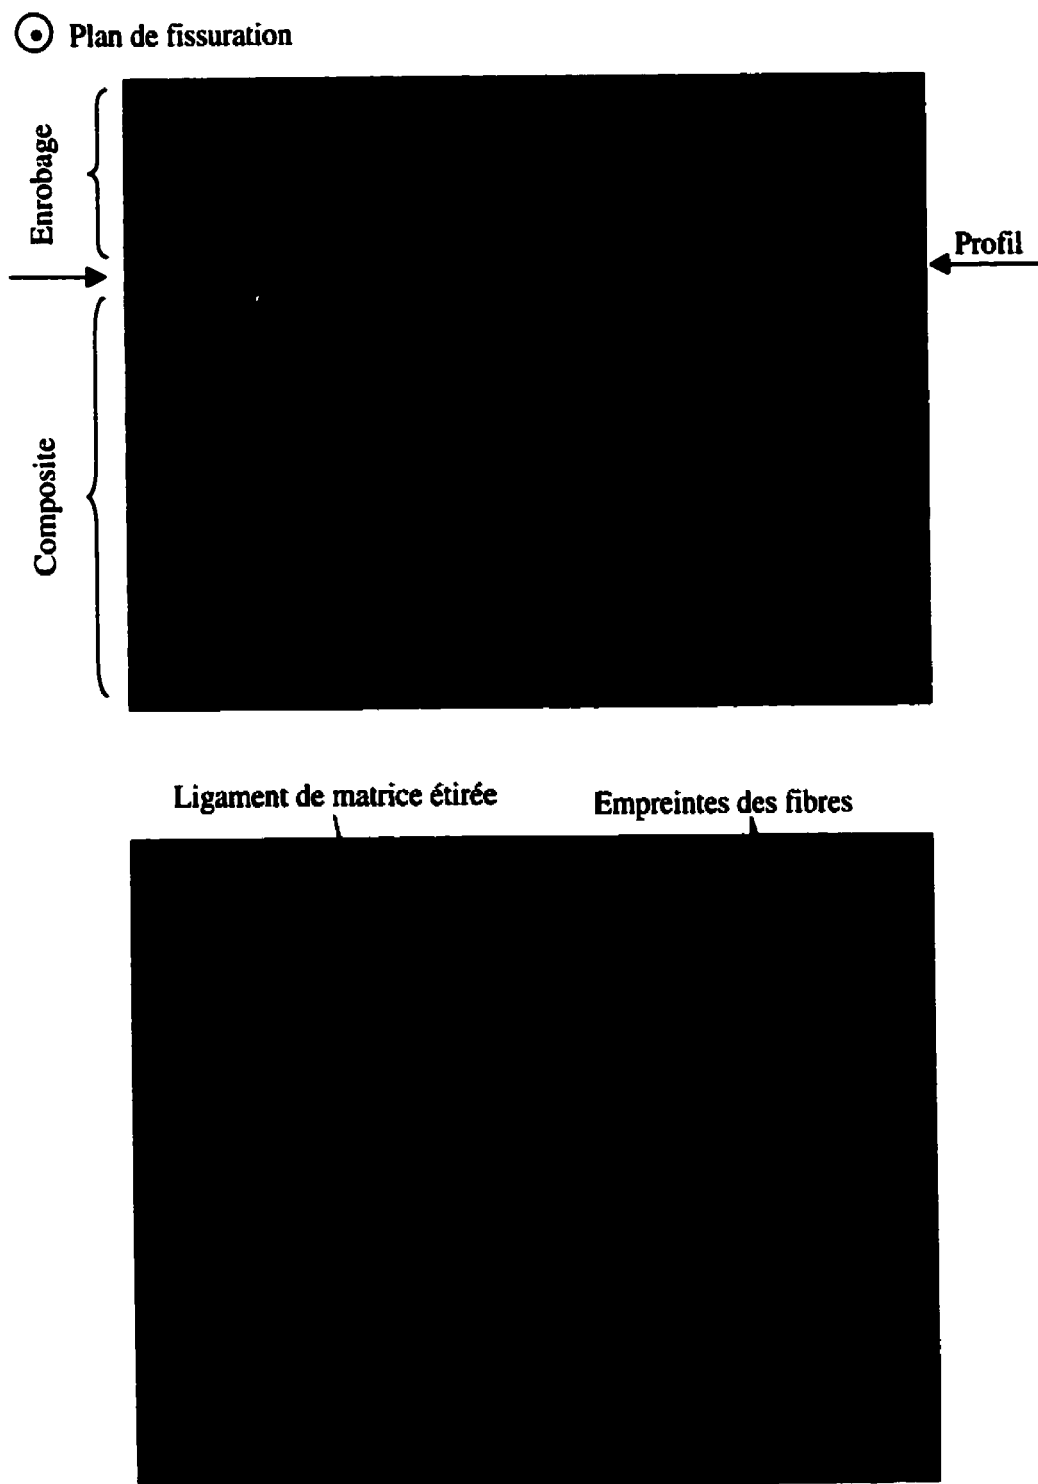 Plan de fissuration
Enrobage
Profil
Composite
Ligament de matrice étirée
Empreintes des fibres